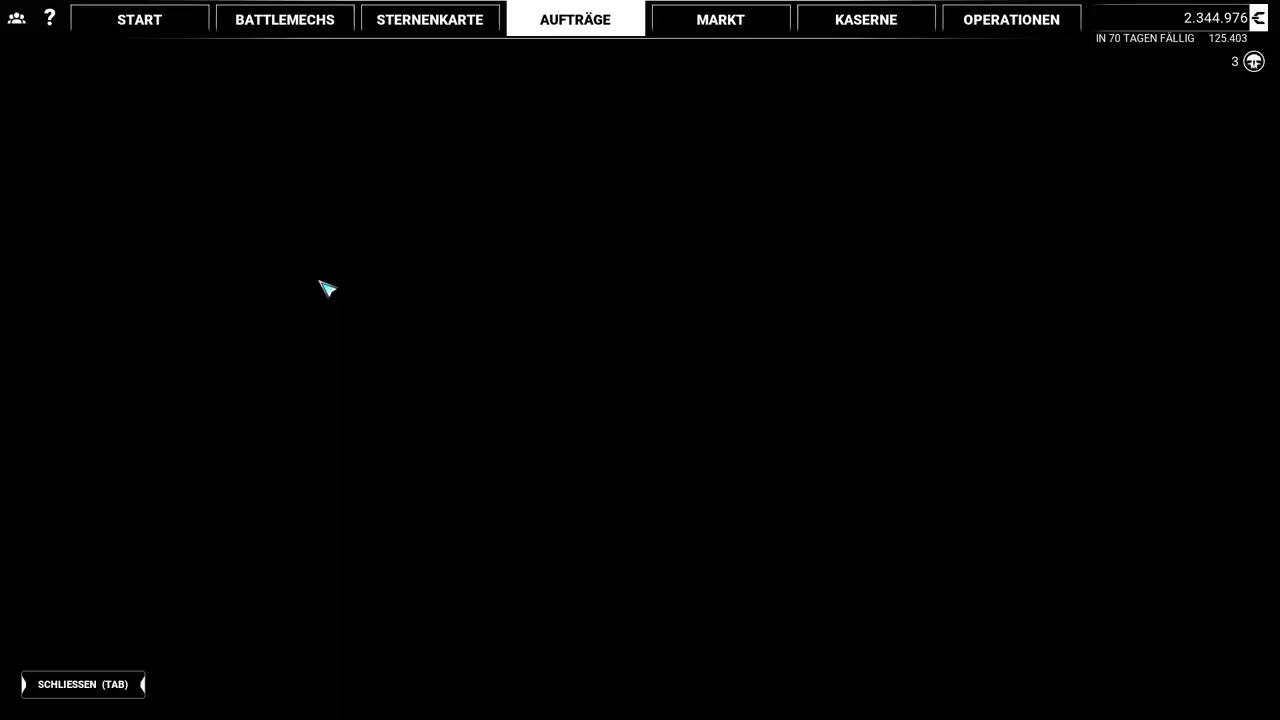 ?
START
BATTLEMECHS
STERNENKARTE
AUFTRÄGE
MARKT
KASERNE
OPERATIONEN
2.344.976 €
IN 70 TAGEN FÄLLIG 125.403
3
SCHLIESSEN (TAB)